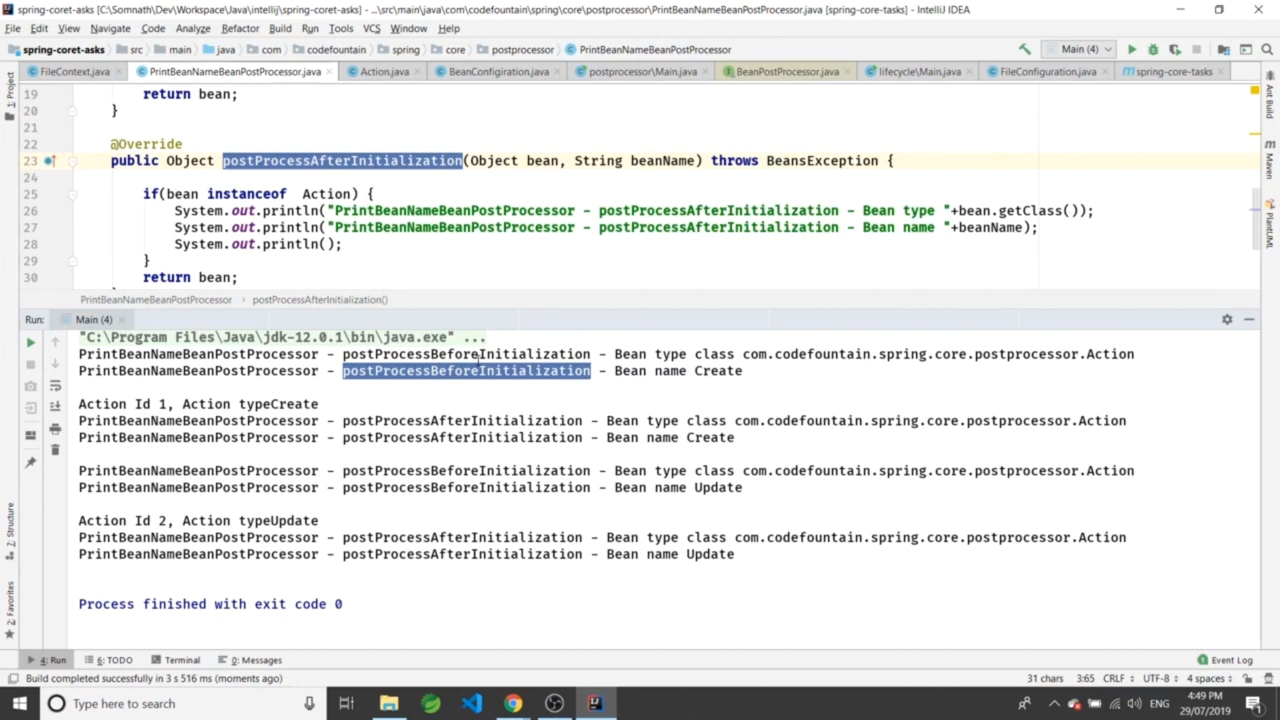 spring-coret-asks [C:\Somnath\Dev\Workspace\Java\intellij\spring-coret-asks] - ...\src\main\java\com\codefountain\spring\core\postprocessor\PrintBeanNameBeanPostProcessor.java [spring-core-tasks] - IntelliJ IDEA
File Edit View Navigate Code Analyze Refactor Build Run Tools VCS Window Help
spring-coret-asks src main java com codefountain spring core postprocessor PrintBeanNameBeanPostProcessor Main (4)
FileContext.java PrintBeanNameBeanPostProcessor.java Action.java BeanConfigiration.java postprocessor\Main.java BeanPostProcessor.java lifecycle\Main.java FileConfiguration.java spring-core-tasks
19 return bean;
20 }
21
22 @Override
23 public Object postProcessAfterInitialization(Object bean, String beanName) throws BeansException {
24
25 if(bean instanceof Action) {
26 System.out.println("PrintBeanNameBeanPostProcessor - postProcessAfterInitialization - Bean type "+bean.getClass());
27 System.out.println("PrintBeanNameBeanPostProcessor - postProcessAfterInitialization - Bean name "+beanName);
28 System.out.println();
29 }
30 return bean;
PrintBeanNameBeanPostProcessor › postProcessAfterInitialization()
1: Project
Ant Build
Maven
PlantUML
Run: Main (4)
"C:\Program Files\Java\jdk-12.0.1\bin\java.exe" ...
PrintBeanNameBeanPostProcessor - postProcessBeforeInitialization - Bean type class com.codefountain.spring.core.postprocessor.Action
PrintBeanNameBeanPostProcessor - postProcessBeforeInitialization - Bean name Create
Action Id 1, Action typeCreate
PrintBeanNameBeanPostProcessor - postProcessAfterInitialization - Bean type class com.codefountain.spring.core.postprocessor.Action
PrintBeanNameBeanPostProcessor - postProcessAfterInitialization - Bean name Create
PrintBeanNameBeanPostProcessor - postProcessBeforeInitialization - Bean type class com.codefountain.spring.core.postprocessor.Action
PrintBeanNameBeanPostProcessor - postProcessBeforeInitialization - Bean name Update
Action Id 2, Action typeUpdate
PrintBeanNameBeanPostProcessor - postProcessAfterInitialization - Bean type class com.codefountain.spring.core.postprocessor.Action
PrintBeanNameBeanPostProcessor - postProcessAfterInitialization - Bean name Update
Process finished with exit code 0
Z: Structure
2: Favorites
4: Run 6: TODO Terminal 0: Messages Event Log
Build completed successfully in 3 s 516 ms (moments ago) 31 chars 3:65 CRLF UTF-8 4 spaces
Type here to search
ENG
4:49 PM
29/07/2019
1